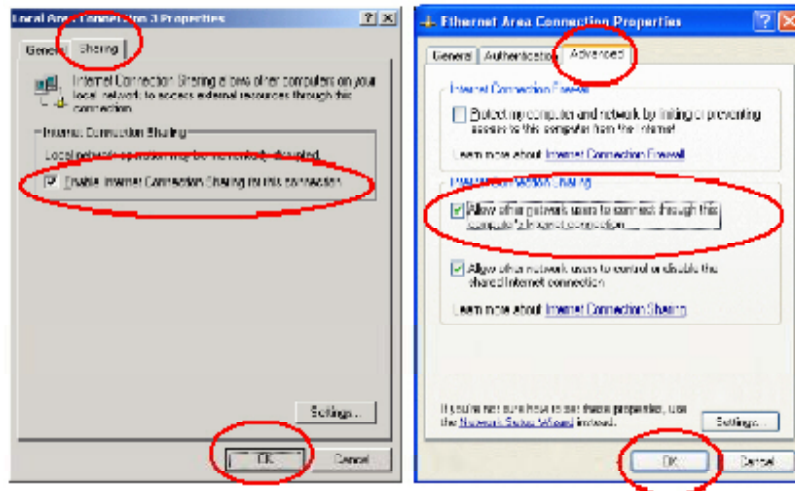 Local Area Connection 3 Properties
General
Sharing
Internet Connection Sharing allows other computers on your
local network to access external resources through this
connection.
Internet Connection Sharing
Local network operation may be momentarily disrupted.
Enable Internet Connection Sharing for this connection
Settings...
OK
Cancel
Ethernet Area Connection Properties
General
Authentication
Advanced
Internet Connection Firewall
Protect my computer and network by limiting or preventing
access to this computer from the Internet
Learn more about Internet Connection Firewall.
Internet Connection Sharing
Allow other network users to connect through this
computer's Internet connection
Allow other network users to control or disable the
shared Internet connection
Learn more about Internet Connection Sharing.
If you're not sure how to set these properties, use
the Network Setup Wizard instead.
Settings...
OK
Cancel